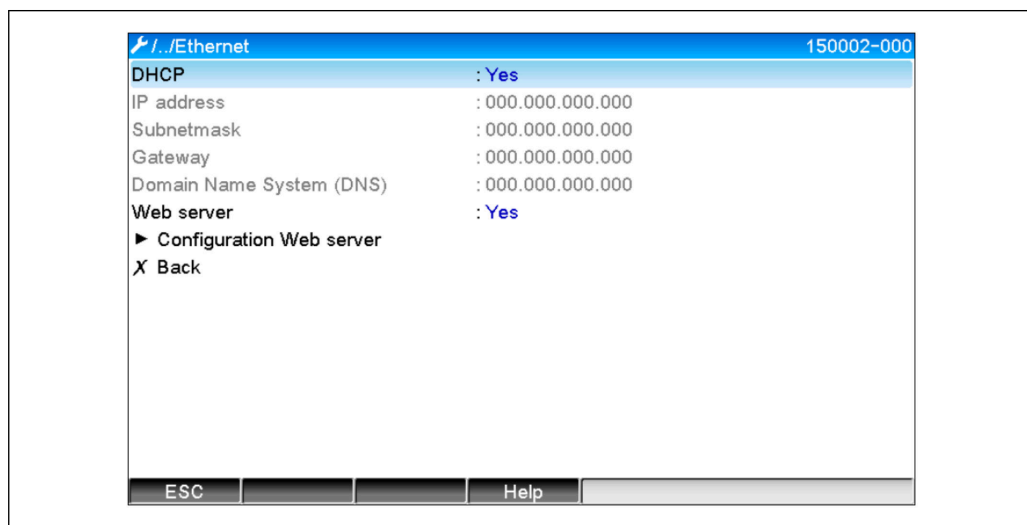 /../Ethernet 150002-000
DHCP : Yes
IP address : 000.000.000.000
Subnetmask : 000.000.000.000
Gateway : 000.000.000.000
Domain Name System (DNS) : 000.000.000.000
Web server : Yes
► Configuration Web server
X Back
ESC Help